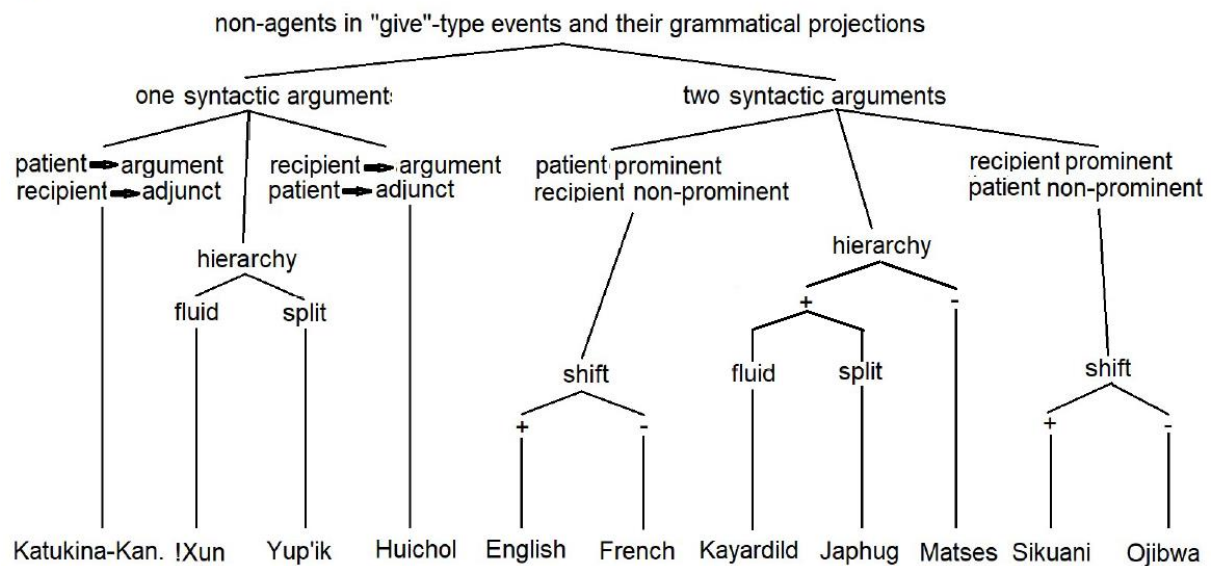 non-agents in "give"-type events and their grammatical projections
one syntactic arguments
two syntactic arguments
patient ➡ argument
recipient ➡ adjunct
recipient ➡ argument
patient ➡ adjunct
patient prominent
recipient non-prominent
recipient prominent
patient non-prominent
hierarchy
hierarchy
fluid split
+ -
shift
fluid split
shift
+ -
+ -
Katukina-Kan. !Xun Yup'ik Huichol English French Kayardild Japhug Matses Sikuani Ojibwa